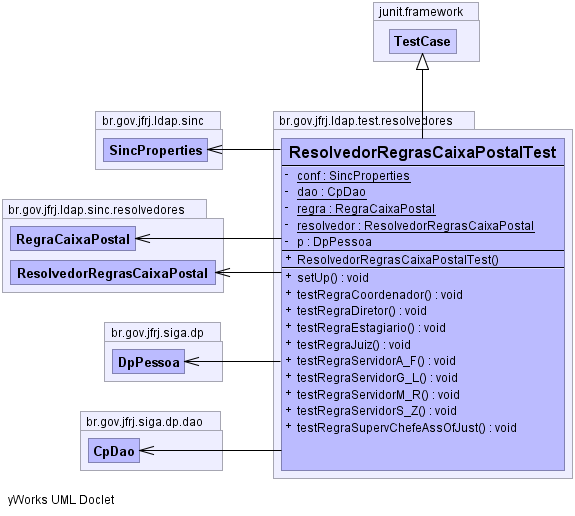 junit.framework
TestCase
br.gov.jfrj.ldap.sinc
SincProperties
br.gov.jfrj.ldap.sinc.resolvedores
RegraCaixaPostal
ResolvedorRegrasCaixaPostal
br.gov.jfrj.siga.dp
DpPessoa
br.gov.jfrj.siga.dp.dao
CpDao
br.gov.jfrj.ldap.test.resolvedores
ResolvedorRegrasCaixaPostalTest
- conf : SincProperties
- dao : CpDao
- regra : RegraCaixaPostal
- resolvedor : ResolvedorRegrasCaixaPostal
- p : DpPessoa
+ ResolvedorRegrasCaixaPostalTest()
+ setUp() : void
+ testRegraCoordenador() : void
+ testRegraDiretor() : void
+ testRegraEstagiario() : void
+ testRegraJuiz() : void
+ testRegraServidorA_F() : void
+ testRegraServidorG_L() : void
+ testRegraServidorM_R() : void
+ testRegraServidorS_Z() : void
+ testRegraSupervChefeAssOfJust() : void
yWorks UML Doclet